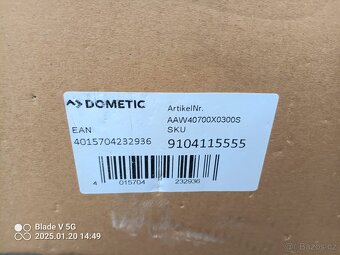 DOMETIC
ArtikelNr.
AAW40700X0300S
EAN
SKU
4015704232936
9104115555
4 015704 232936
Blade V 5G
2025.01.20 14:49